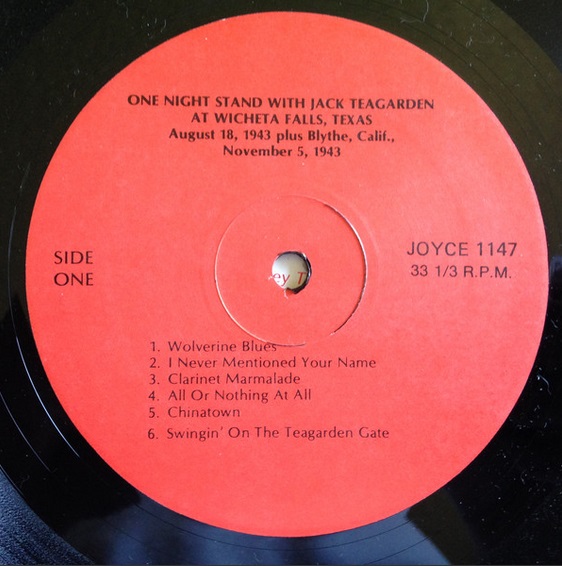 ONE NIGHT STAND WITH JACK TEAGARDEN
AT WICHETA FALLS, TEXAS
August 18, 1943 plus Blythe, Calif.,
November 5, 1943
SIDE
ONE
JOYCE 1147
33 1/3 R.P.M.
ey T
1. Wolverine Blues
2. I Never Mentioned Your Name
3. Clarinet Marmalade
4. All Or Nothing At All
5. Chinatown
6. Swingin' On The Teagarden Gate